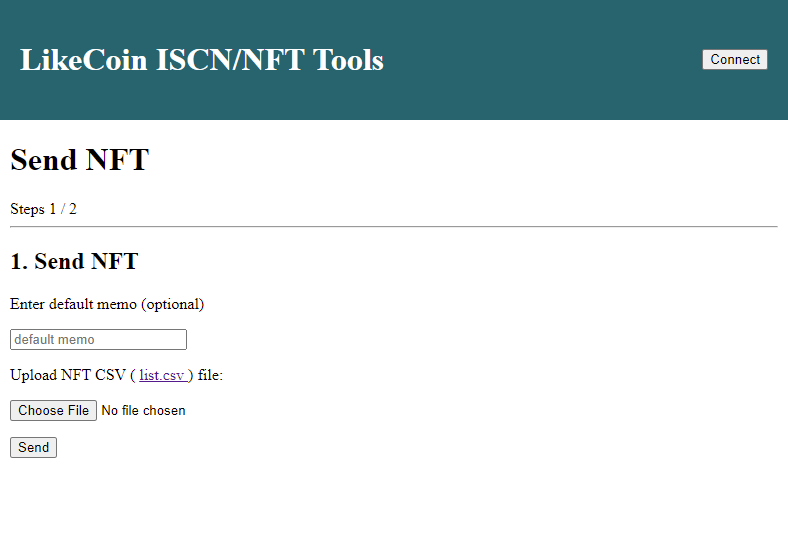 LikeCoin ISCN/NFT Tools
Connect
Send NFT
Steps 1 / 2
1. Send NFT
Enter default memo (optional)
default memo
Upload NFT CSV ( list.csv ) file:
Choose File No file chosen
Send